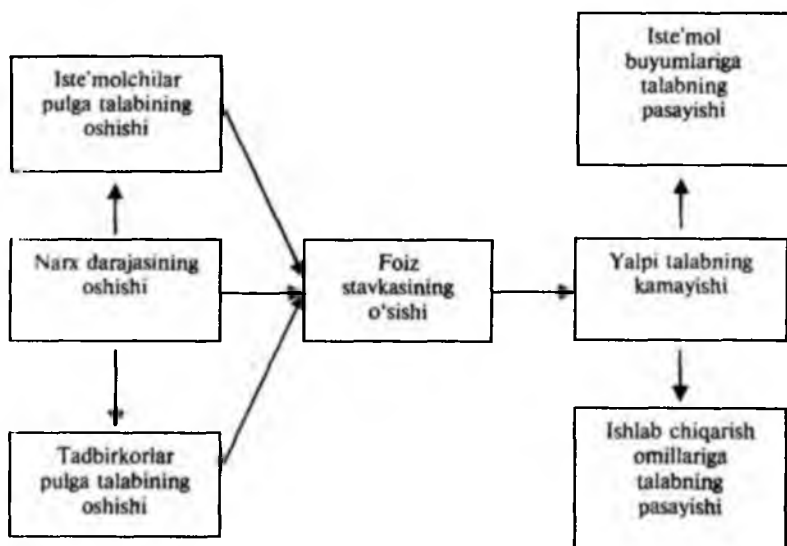 Iste'molchilar
pulga talabining
oshishi
Narx darajasining
oshishi
Tadbirkorlar
pulga talabining
oshishi
Foiz
stavkasining
o‘sishi
Iste'mol
buyumlariga
talabning
pasayishi
Yalpi talabning
kamayishi
Ishlab chiqarish
omillariga
talabning
pasayishi